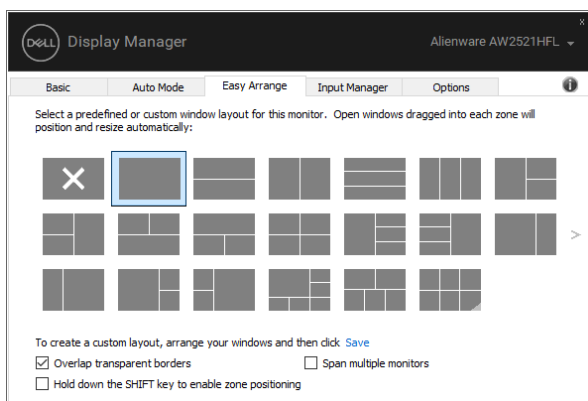 DELL Display Manager
Alienware AW2521HFL
Basic
Auto Mode
Easy Arrange
Input Manager
Options
Select a predefined or custom window layout for this monitor. Open windows dragged into each zone will
position and resize automatically:
To create a custom layout, arrange your windows and then click Save
Overlap transparent borders
Span multiple monitors
Hold down the SHIFT key to enable zone positioning